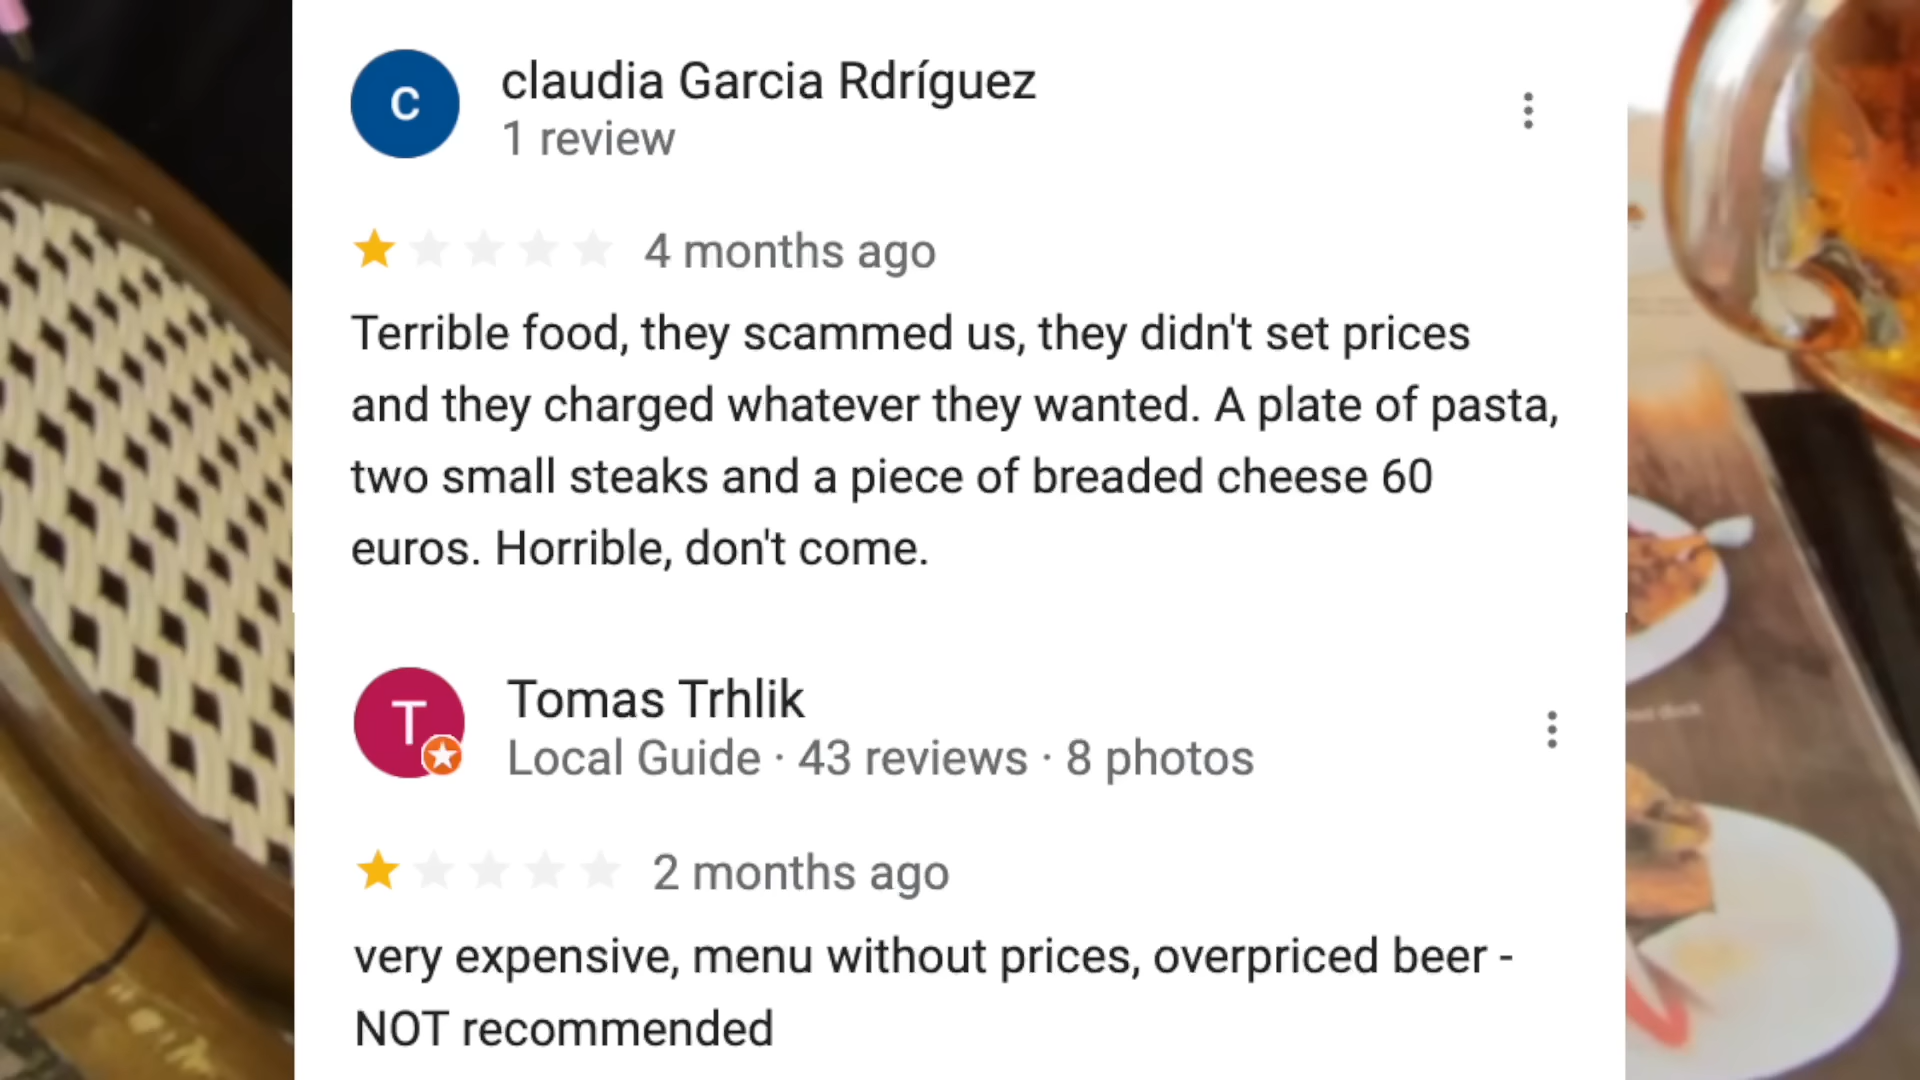 C
claudia Garcia Rdríguez
1 review
4 months ago
Terrible food, they scammed us, they didn't set prices
and they charged whatever they wanted. A plate of pasta,
two small steaks and a piece of breaded cheese 60
euros. Horrible, don't come.
T
Tomas Trhlik
Local Guide · 43 reviews · 8 photos
2 months ago
very expensive, menu without prices, overpriced beer -
NOT recommended